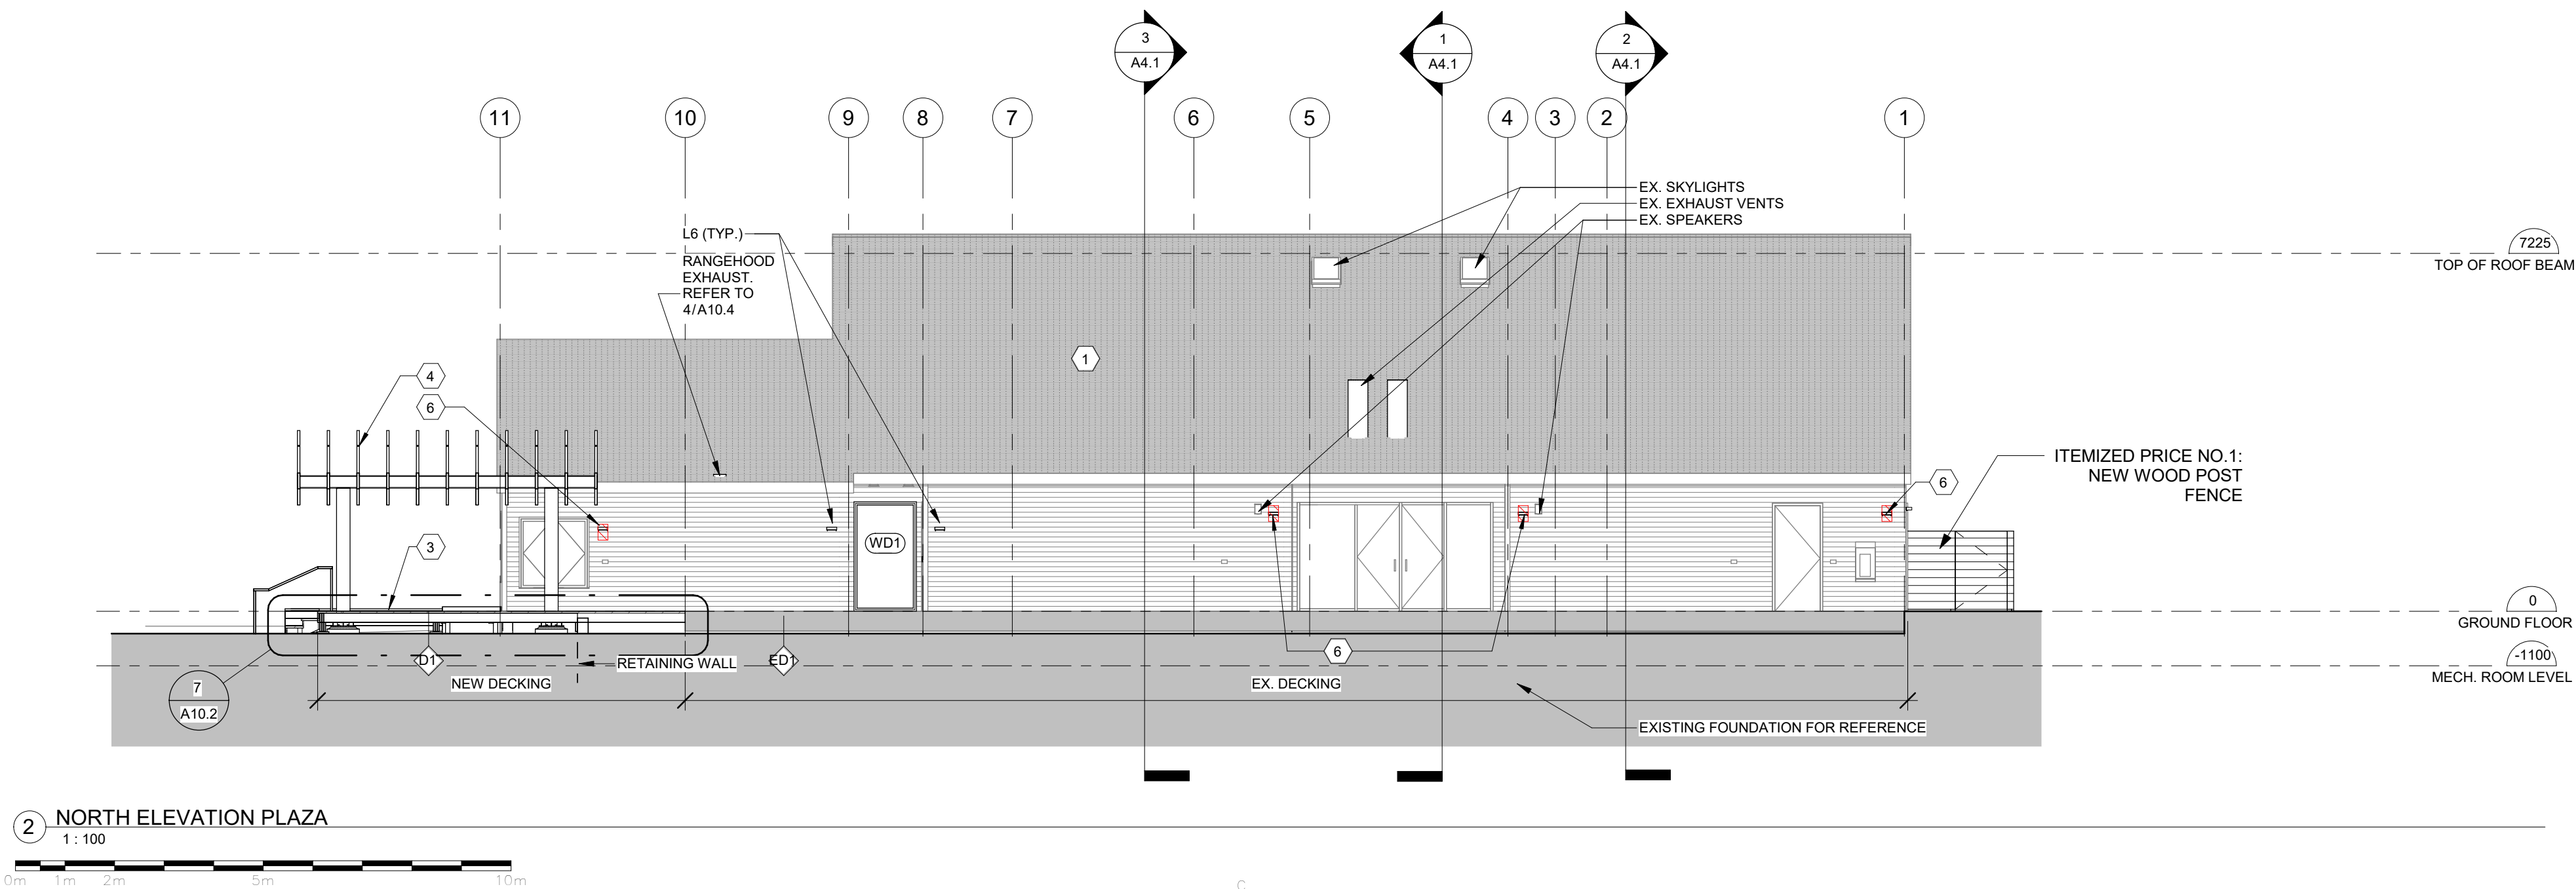 3
A4.1
1
A4.1
2
A4.1
11
10
9
8
7
6
5
4
3
2
1
EX. SKYLIGHTS
EX. EXHAUST VENTS
EX. SPEAKERS
L6 (TYP.)
RANGEHOOD
EXHAUST.
REFER TO
4/A10.4
7225
TOP OF ROOF BEAM
1
4
6
ITEMIZED PRICE NO.1:
NEW WOOD POST
FENCE
6
WD1
3
0
GROUND FLOOR
6
D1
RETAINING WALL
ED1
-1100
MECH. ROOM LEVEL
NEW DECKING
EX. DECKING
7
A10.2
EXISTING FOUNDATION FOR REFERENCE
2
NORTH ELEVATION PLAZA
1 : 100
0m 1m 2m 5m 10m
C